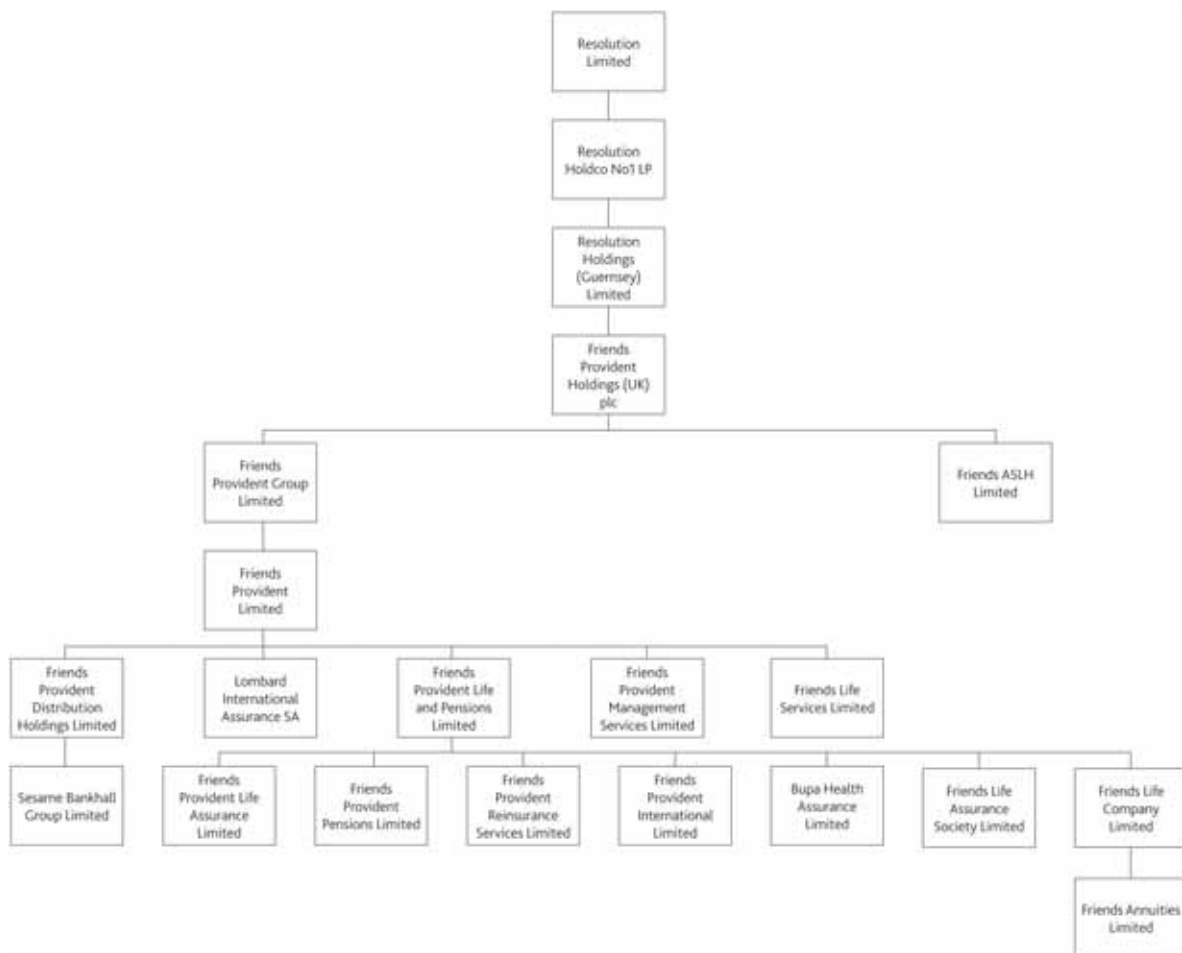 Resolution
Limited
Resolution
Holdco No1 LP
Resolution
Holdings
(Guernsey)
Limited
Friends
Provident
Holdings (UK)
plc
Friends
Provident Group
Limited
Friends ASLH
Limited
Friends
Provident
Limited
Friends
Provident
Distribution
Holdings Limited
Lombard
International
Assurance SA
Friends
Provident Life
and Pensions
Limited
Friends
Provident
Management
Services Limited
Friends Life
Services Limited
Sesame Bankhall
Group Limited
Friends
Provident Life
Assurance
Limited
Friends
Provident
Pensions Limited
Friends
Provident
Reinsurance
Services Limited
Friends
Provident
International
Limited
Bupa Health
Assurance
Limited
Friends Life
Assurance
Society Limited
Friends Life
Company
Limited
Friends Annuities
Limited